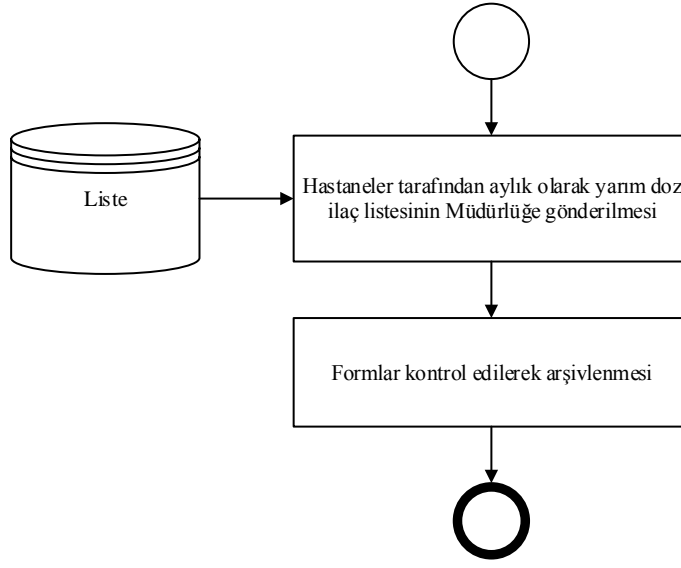 Liste
Hastaneler tarafından aylık olarak yarım doz
ilaç listesinin Müdürlüğe gönderilmesi
Formlar kontrol edilerek arşivlenmesi